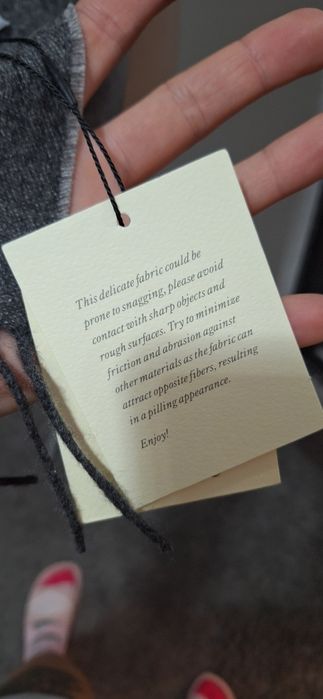 This delicate fabric could be
prone to snagging, please avoid
contact with sharp objects and
rough surfaces. Try to minimize
friction and abrasion against
other materials as the fabric can
attract opposite fibers, resulting
in a pilling appearance.
Enjoy!